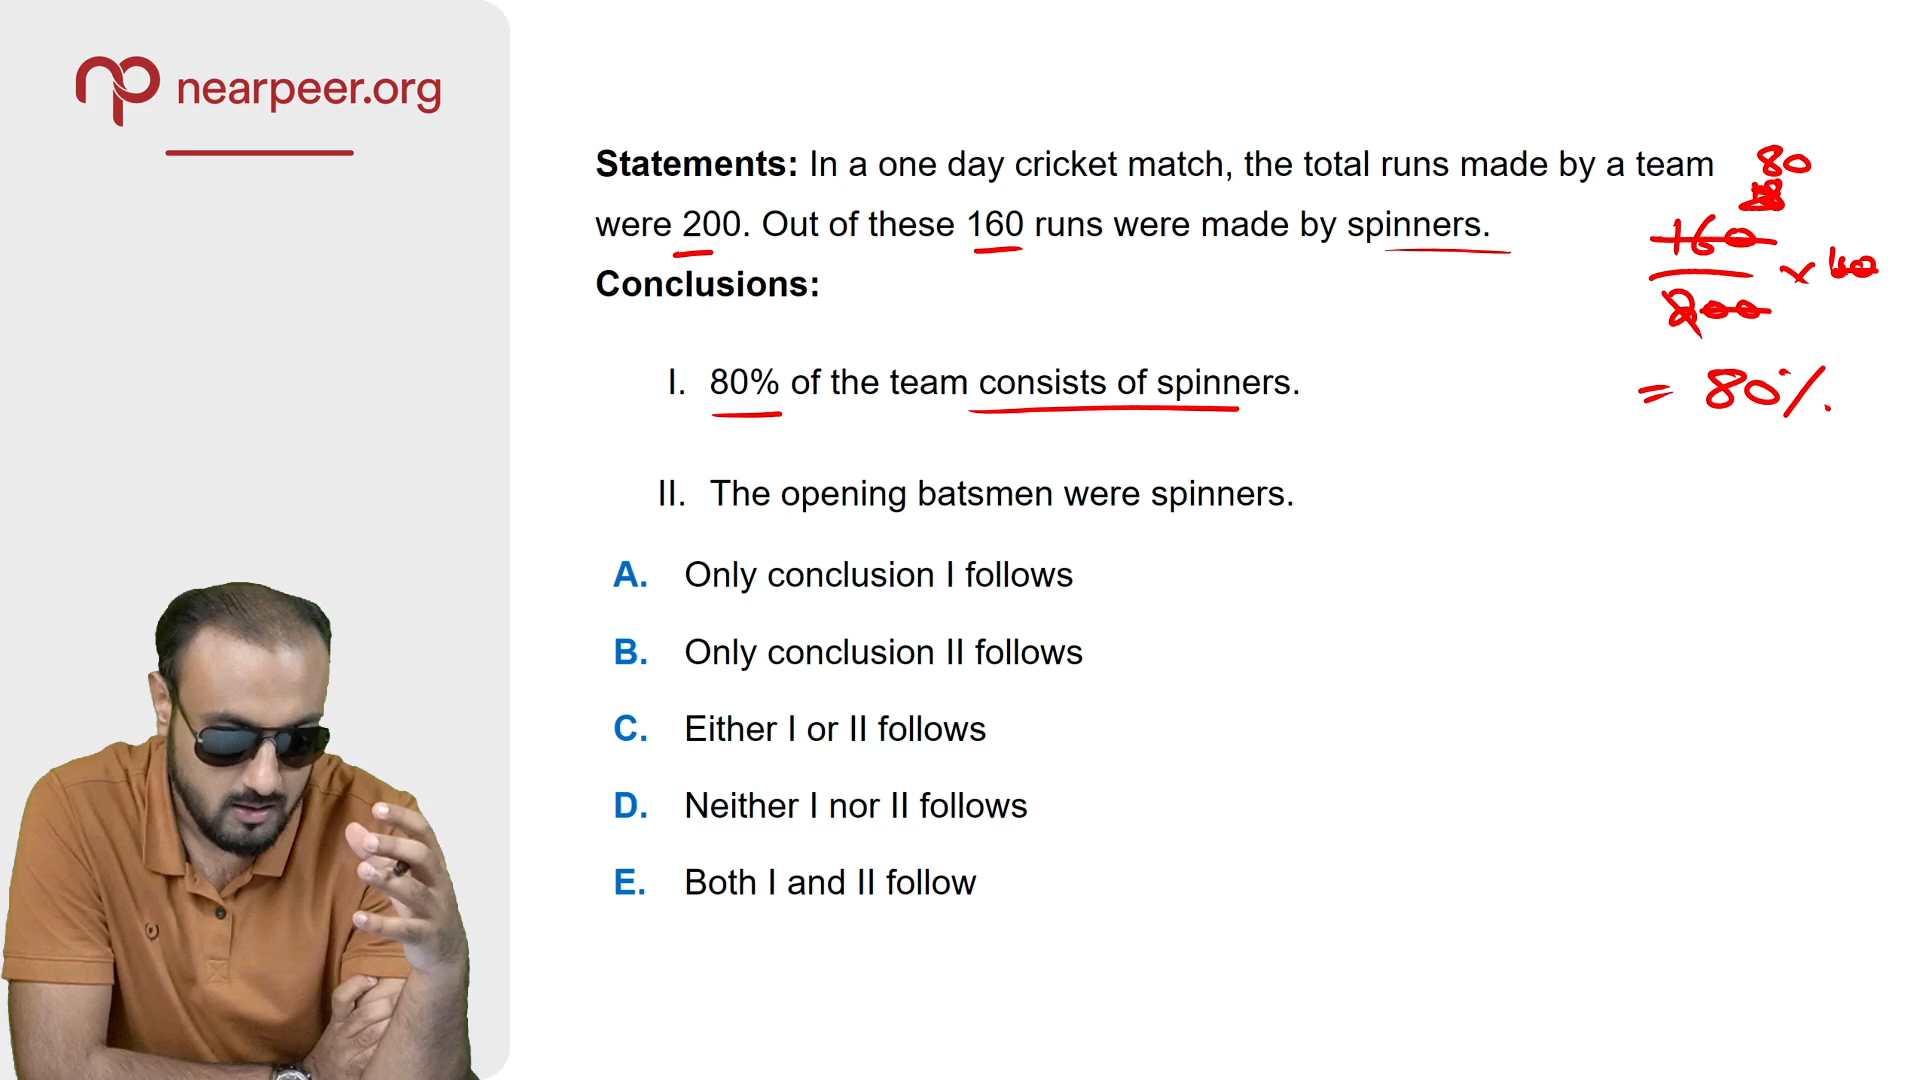 nearpeer.org
Statements: In a one day cricket match, the total runs made by a team
were 200. Out of these 160 runs were made by spinners.
Conclusions:
I. 80% of the team consists of spinners.
II. The opening batsmen were spinners.
A. Only conclusion I follows
B. Only conclusion II follows
C. Either I or II follows
D. Neither I nor II follows
E. Both I and II follow
80
160
× 100
200
= 80%